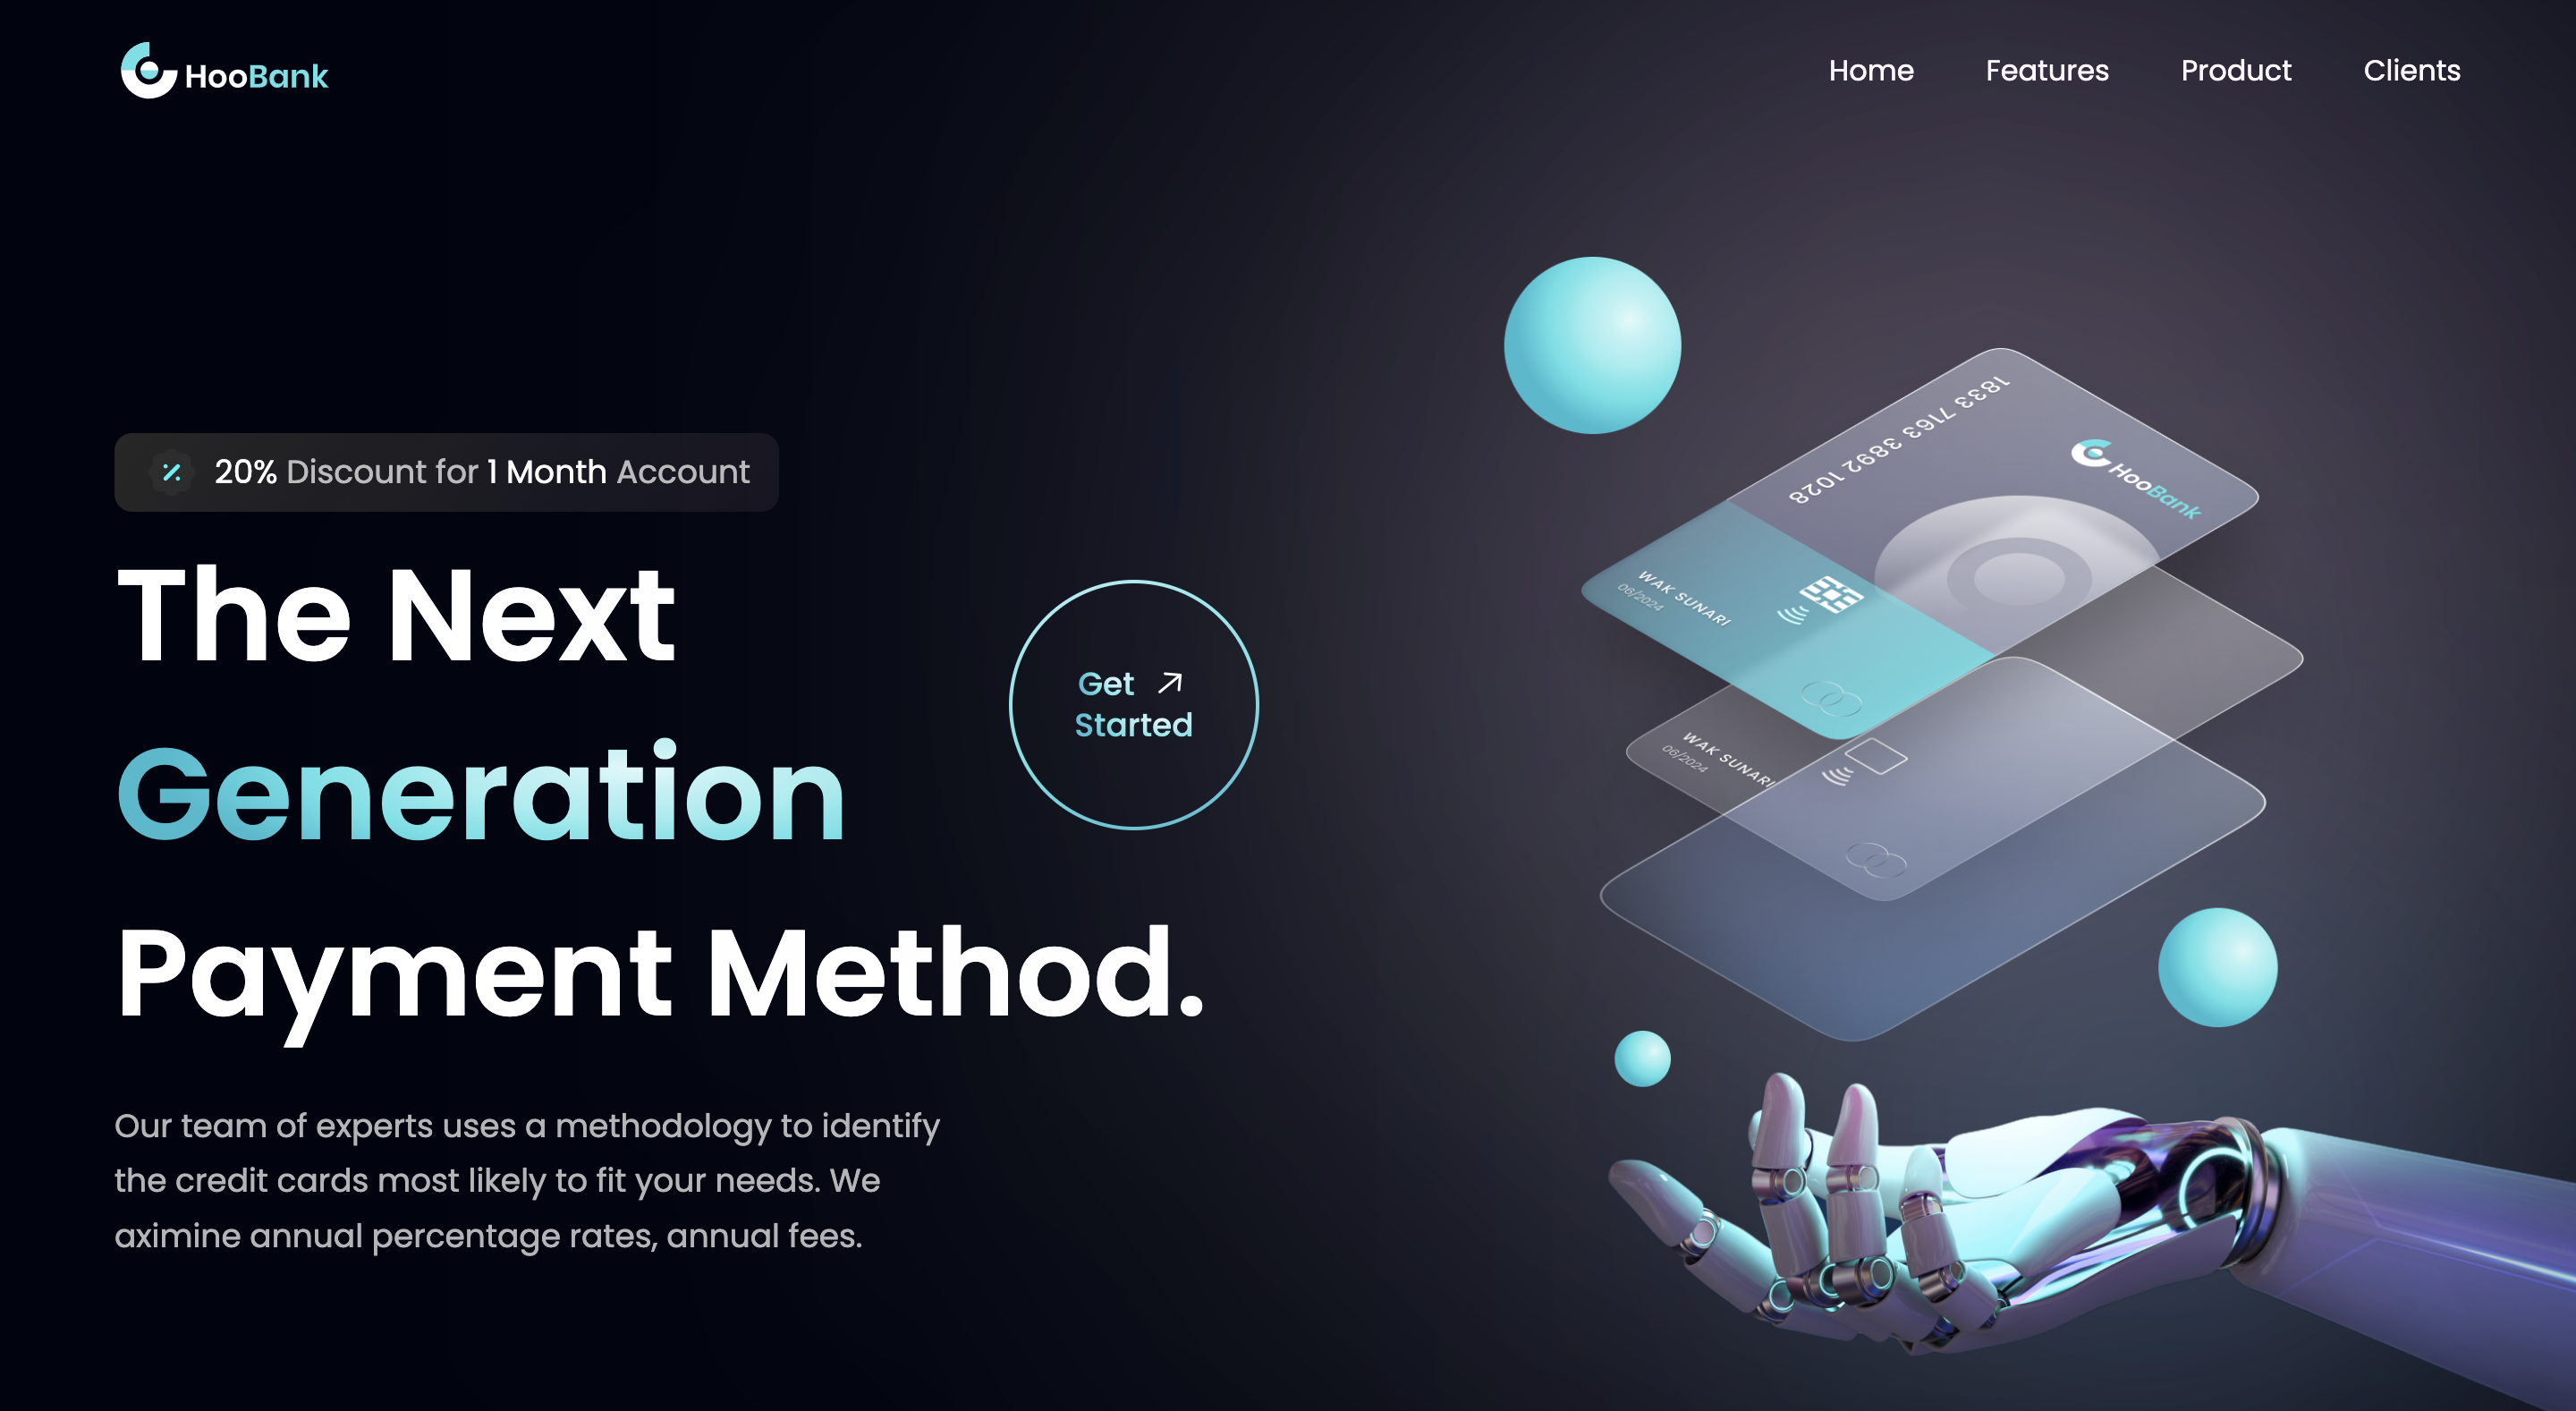 HooBank
Home Features Product Clients
20% Discount for 1 Month Account
The Next
Generation
Payment Method.
Get
Started
Our team of experts uses a methodology to identify
the credit cards most likely to fit your needs. We
aximine annual percentage rates, annual fees.
1833 7163 3892 1028
HooBank
WAK SUNARI
06/2024
WAK SUNARI
06/2024